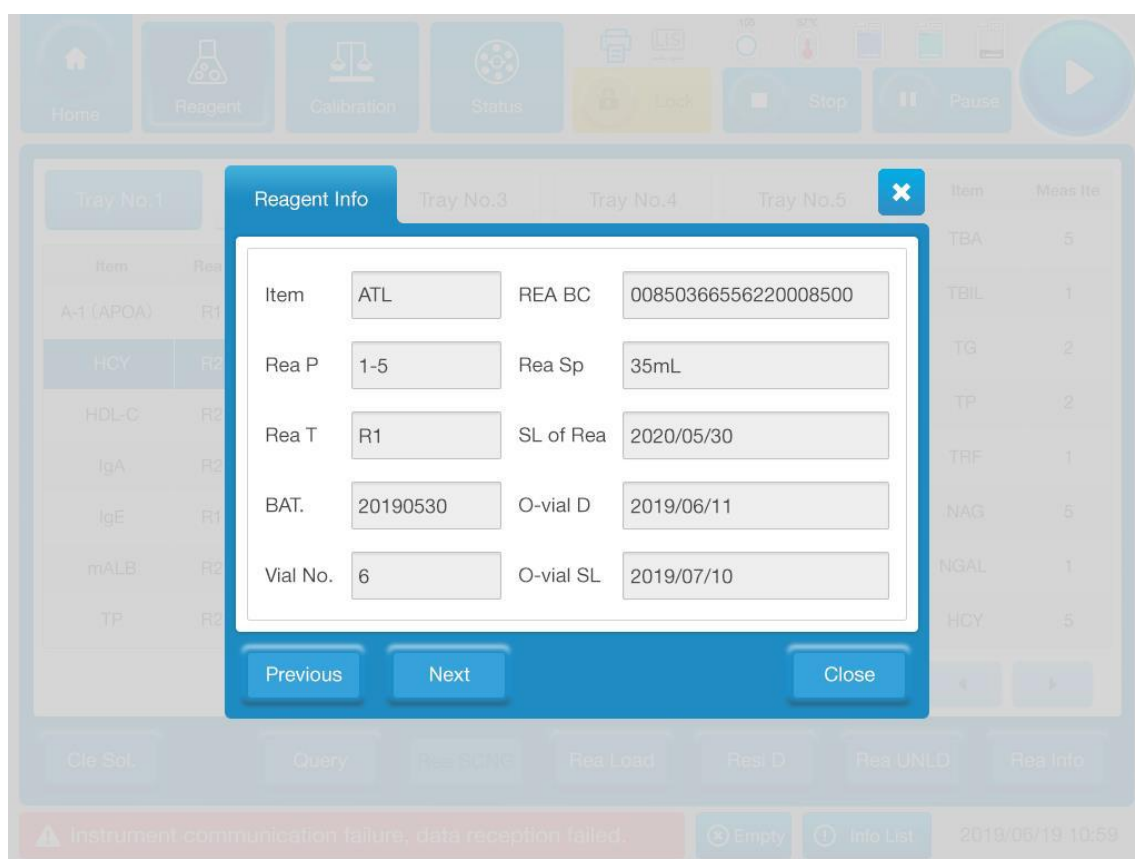 105 37℃
LIS
Home Reagent Calibration Status Lock Stop Pause
Tray No.1 Reagent Info Tray No.3 Tray No.4 Tray No.5 Item Meas Ite
Item Rea
TBA 5
Item ATL REA BC 00850366556220008500
A-1 (APOA) R1 TBIL 1
HCY R2 Rea P 1-5 Rea Sp 35mL TG 2
HDL-C R2 TP 2
Rea T R1 SL of Rea 2020/05/30
IgA R2 TRF 1
IgE R1 BAT. 20190530 O-vial D 2019/06/11 NAG 5
mALB R2 Vial No. 6 O-vial SL 2019/07/10 NGAL 1
TP R2 HCY 5
Previous Next Close
Cle Sol. Query Rea Load Resi D Rea UNLD Rea Info
Instrument communication failure, data reception failed. Empty Info List 2019/06/19 10:59